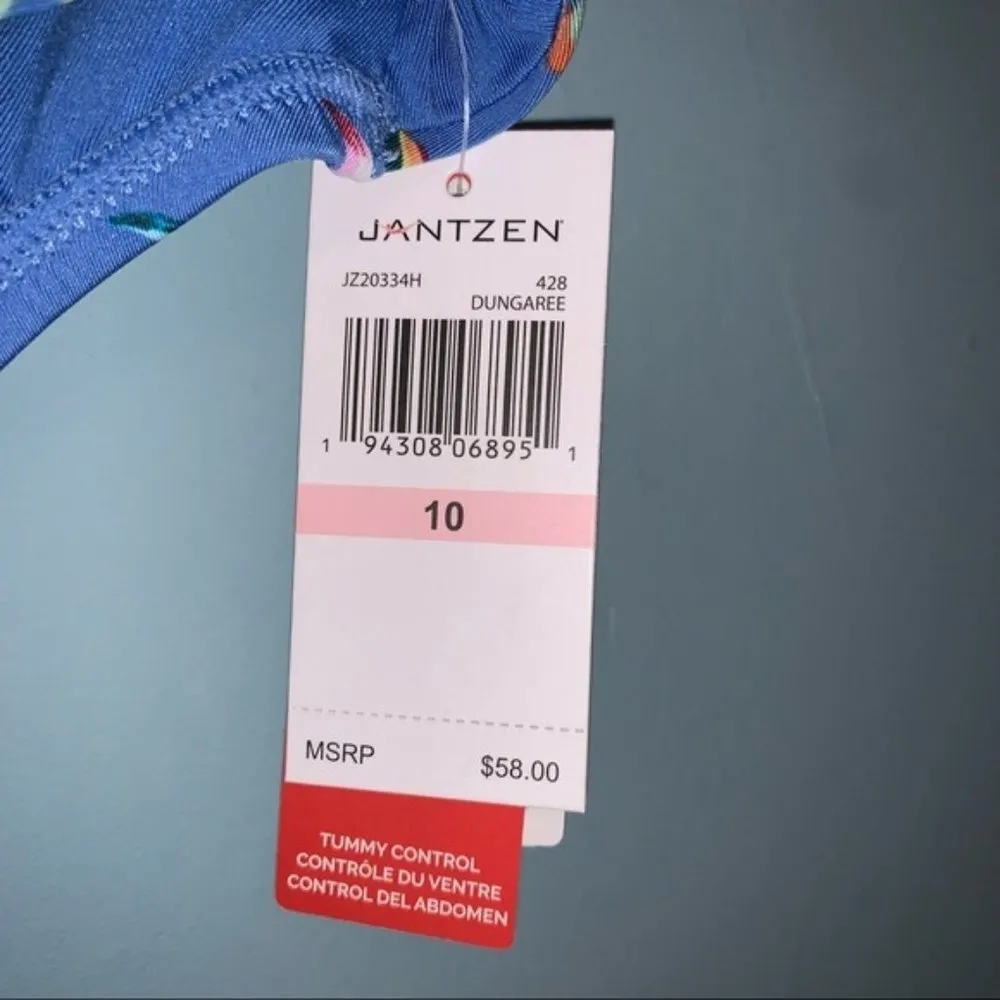 JANTZEN
JZ20334H 428
DUNGAREE
1 94308 06895 1
10
MSRP $58.00
TUMMY CONTROL
CONTRÔLE DU VENTRE
CONTROL DEL ABDOMEN